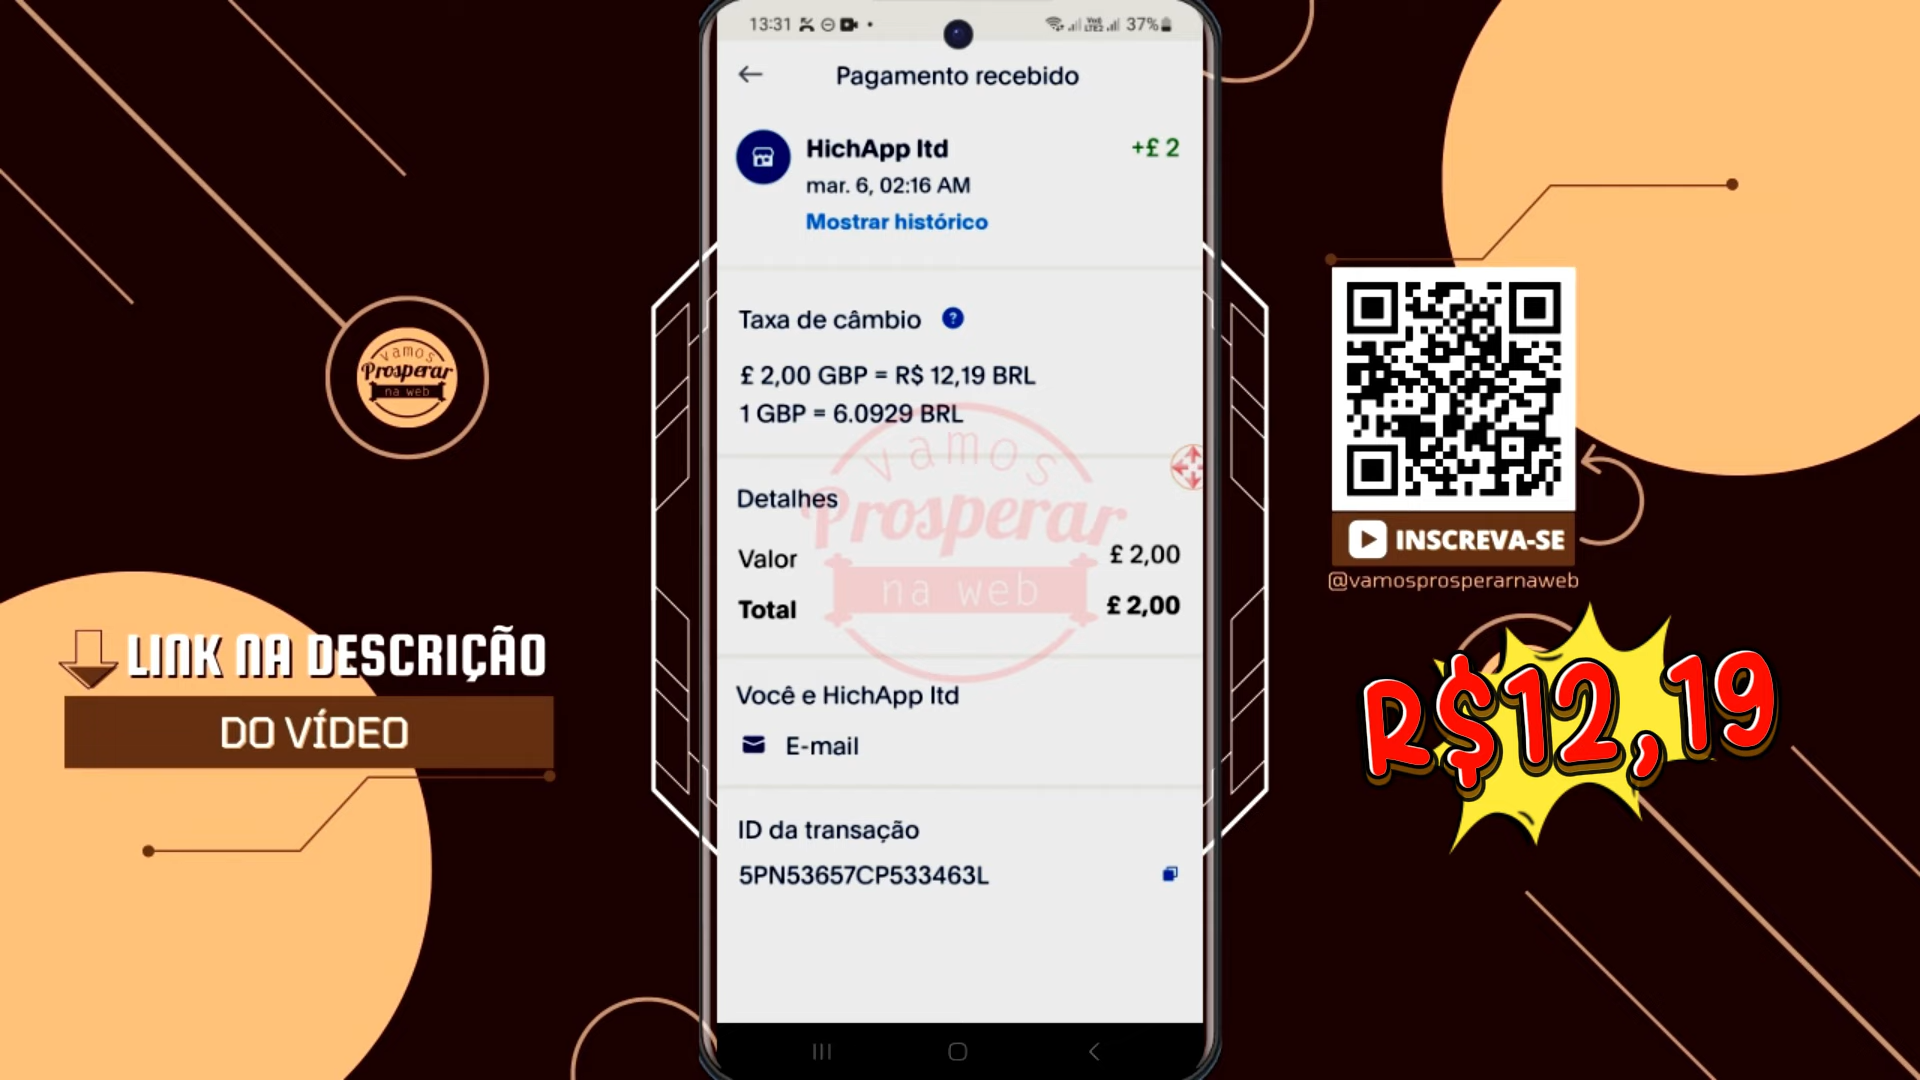 13:31
Voo
LTE2
37%
Pagamento recebido
HichApp ltd
+£ 2
mar. 6, 02:16 AM
Mostrar histórico
Taxa de câmbio ?
£ 2,00 GBP = R$ 12,19 BRL
1 GBP = 6.0929 BRL
Detalhes
Valor
£ 2,00
Total
£ 2,00
Você e HichApp ltd
E-mail
ID da transação
5PN53657CP533463L
vamos
Prosperar
na web
vamos
Prosperar
na web
LINK NA DESCRIÇÃO
DO VÍDEO
INSCREVA-SE
@vamosprosperarnaweb
R$12,19